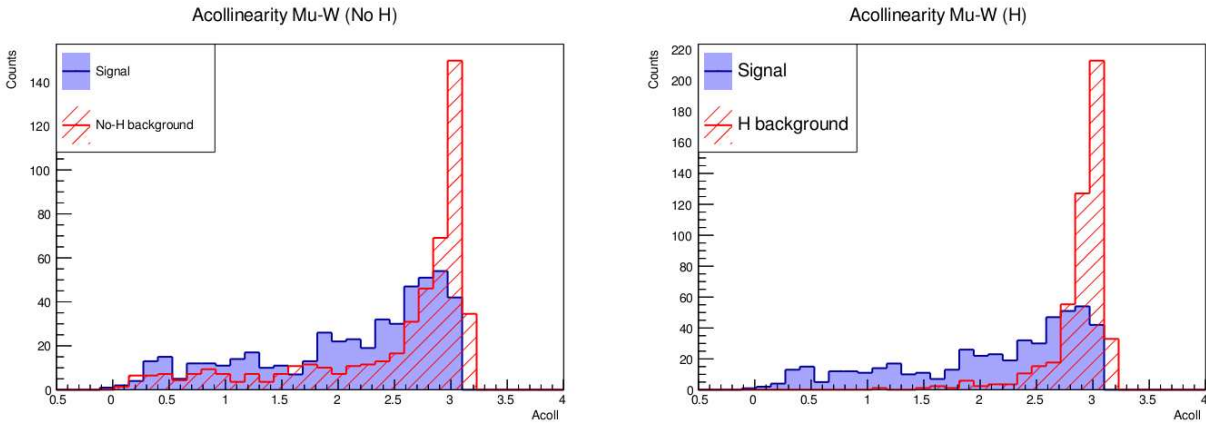 Acollinearity Mu-W (No H)
Counts
Signal
No-H background
140
120
100
80
60
40
20
0
0.5 0 0.5 1 1.5 2 2.5 3 3.5 4
Acoll
Acollinearity Mu-W (H)
Counts
Signal
H background
220
200
180
160
140
120
100
80
60
40
20
0
0.5 0 0.5 1 1.5 2 2.5 3 3.5 4
Acoll